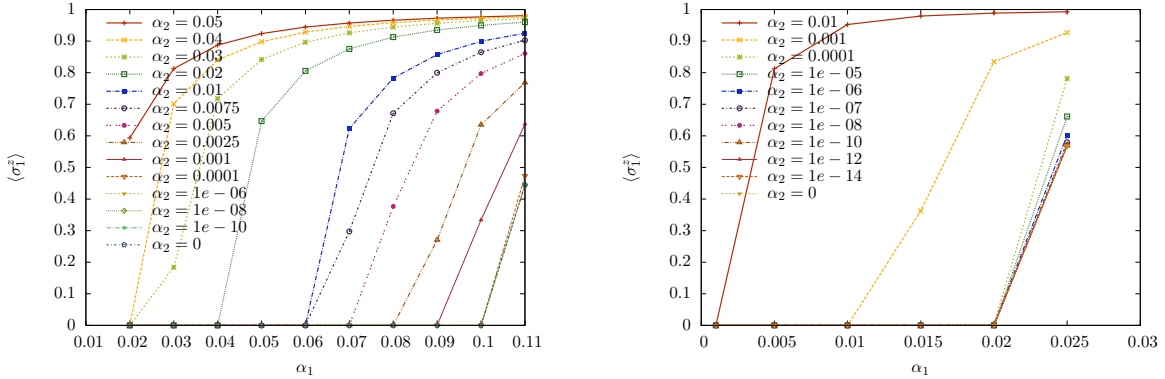 1
0.9
0.8
0.7
0.6
0.5
0.4
0.3
0.2
0.1
0
⟨σ₁ᶻ⟩
α₂ = 0.05
α₂ = 0.04
α₂ = 0.03
α₂ = 0.02
α₂ = 0.01
α₂ = 0.0075
α₂ = 0.005
α₂ = 0.0025
α₂ = 0.001
α₂ = 0.0001
α₂ = 1e − 06
α₂ = 1e − 08
α₂ = 1e − 10
α₂ = 0
0.01 0.02 0.03 0.04 0.05 0.06 0.07 0.08 0.09 0.1 0.11
α₁
1
0.9
0.8
0.7
0.6
0.5
0.4
0.3
0.2
0.1
0
⟨σ₁ᶻ⟩
α₂ = 0.01
α₂ = 0.001
α₂ = 0.0001
α₂ = 1e − 05
α₂ = 1e − 06
α₂ = 1e − 07
α₂ = 1e − 08
α₂ = 1e − 10
α₂ = 1e − 12
α₂ = 1e − 14
α₂ = 0
0 0.005 0.01 0.015 0.02 0.025 0.03
α₁